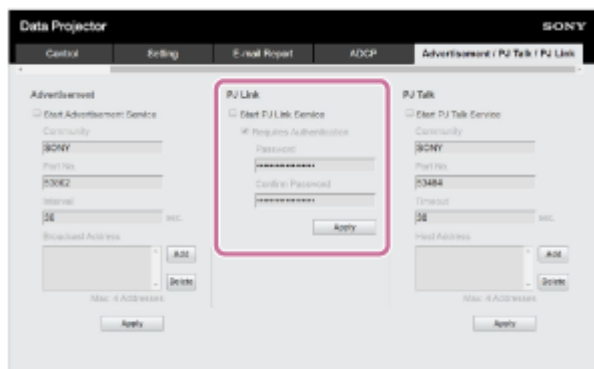 Data Projector
SONY
Control
Setting
E-mail Report
ADCP
Advertisement / PJ Talk / PJ Link
Advertisement
Start Advertisement Service
Community
SONY
Port No.
53862
Interval
30 sec.
Broadcast Address
Add
Delete
Max: 4 Addresses
Apply
PJ Link
Start PJ Link Service
Requires Authentication
Password
Confirm Password
Apply
PJ Talk
Start PJ Talk Service
Community
SONY
Port No.
53484
Timeout
30 sec.
Host Address
Add
Delete
Max: 4 Addresses
Apply